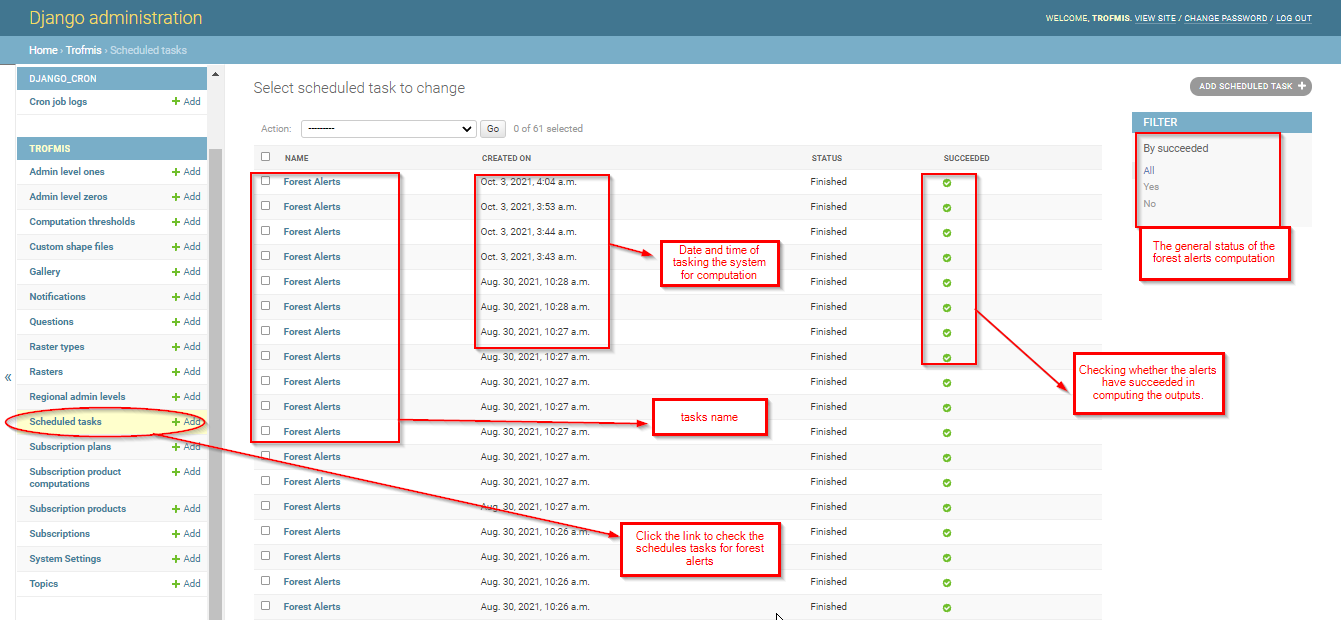 Django administration
WELCOME, TROFMIS. VIEW SITE / CHANGE PASSWORD / LOG OUT
Home › Trofmis › Scheduled tasks
DJANGO_CRON
Cron job logs + Add
TROFMIS
Admin level ones + Add
Admin level zeros + Add
Computation thresholds + Add
Custom shape files + Add
Gallery + Add
Notifications + Add
Questions + Add
Raster types + Add
Rasters + Add
Regional admin levels + Add
Scheduled tasks + Add
Subscription plans + Add
Subscription product + Add
computations
Subscription products + Add
Subscriptions + Add
System Settings + Add
Topics + Add
«
Select scheduled task to change
ADD SCHEDULED TASK +
Action: --------- Go 0 of 61 selected
NAME CREATED ON STATUS SUCCEEDED
Forest Alerts Oct. 3, 2021, 4:04 a.m. Finished
Forest Alerts Oct. 3, 2021, 3:53 a.m. Finished
Forest Alerts Oct. 3, 2021, 3:44 a.m. Finished
Forest Alerts Oct. 3, 2021, 3:43 a.m. Finished
Forest Alerts Aug. 30, 2021, 10:28 a.m. Finished
Forest Alerts Aug. 30, 2021, 10:28 a.m. Finished
Forest Alerts Aug. 30, 2021, 10:27 a.m. Finished
Forest Alerts Aug. 30, 2021, 10:27 a.m. Finished
Forest Alerts Aug. 30, 2021, 10:27 a.m. Finished
Forest Alerts Aug. 30, 2021, 10:27 a.m. Finished
Forest Alerts Aug. 30, 2021, 10:27 a.m. Finished
Forest Alerts Aug. 30, 2021, 10:27 a.m. Finished
Forest Alerts Aug. 30, 2021, 10:27 a.m. Finished
Forest Alerts Aug. 30, 2021, 10:27 a.m. Finished
Forest Alerts Aug. 30, 2021, 10:26 a.m. Finished
Forest Alerts Aug. 30, 2021, 10:26 a.m. Finished
Forest Alerts Aug. 30, 2021, 10:26 a.m. Finished
Forest Alerts Aug. 30, 2021, 10:26 a.m. Finished
Date and time of
tasking the system
for computation
tasks name
Click the link to check the
schedules tasks for forest
alerts
FILTER
By succeeded
All
Yes
No
The general status of the
forest alerts computation
Checking whether the alerts
have succeeded in
computing the outputs.